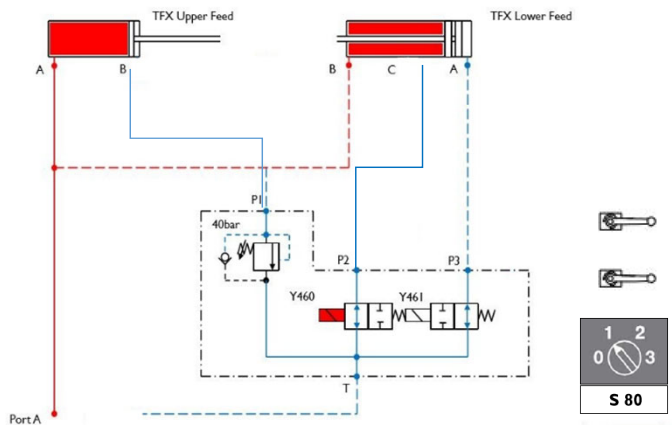 TFX Upper Feed
TFX Lower Feed
A
B
B
C
A
P1
40bar
P2
P3
Y460
Y461
T
Port A
1 2
0 3
S 80